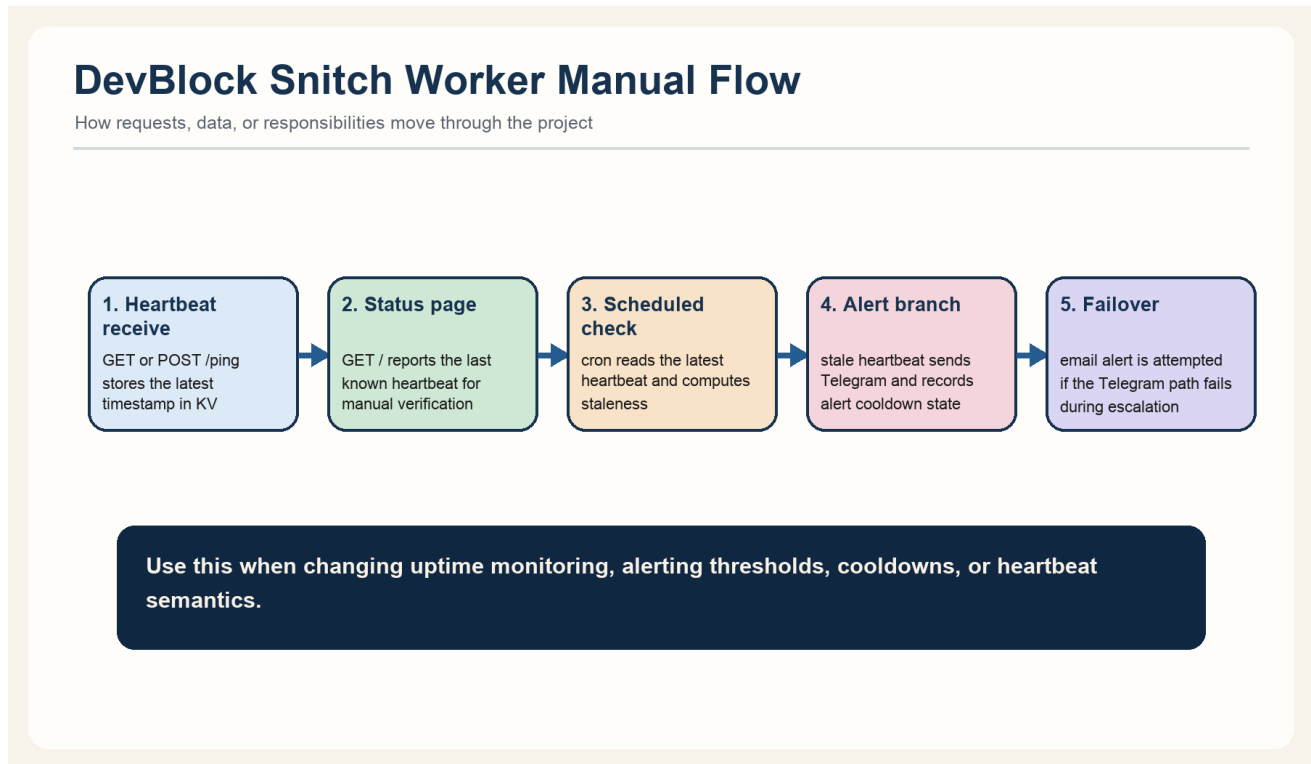 DevBlock Snitch Worker Manual Flow
How requests, data, or responsibilities move through the project
1. Heartbeat
receive
GET or POST /ping
stores the latest
timestamp in KV
2. Status page
GET / reports the last
known heartbeat for
manual verification
3. Scheduled
check
cron reads the latest
heartbeat and computes
staleness
4. Alert branch
stale heartbeat sends
Telegram and records
alert cooldown state
5. Failover
email alert is attempted
if the Telegram path fails
during escalation
Use this when changing uptime monitoring, alerting thresholds, cooldowns, or heartbeat
semantics.